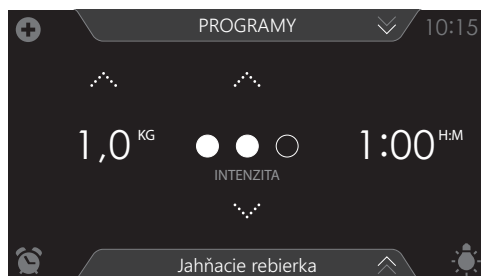 PROGRAMY
10:15
1,0 KG
1:00 H:M
INTENZITA
Jahňacie rebierka